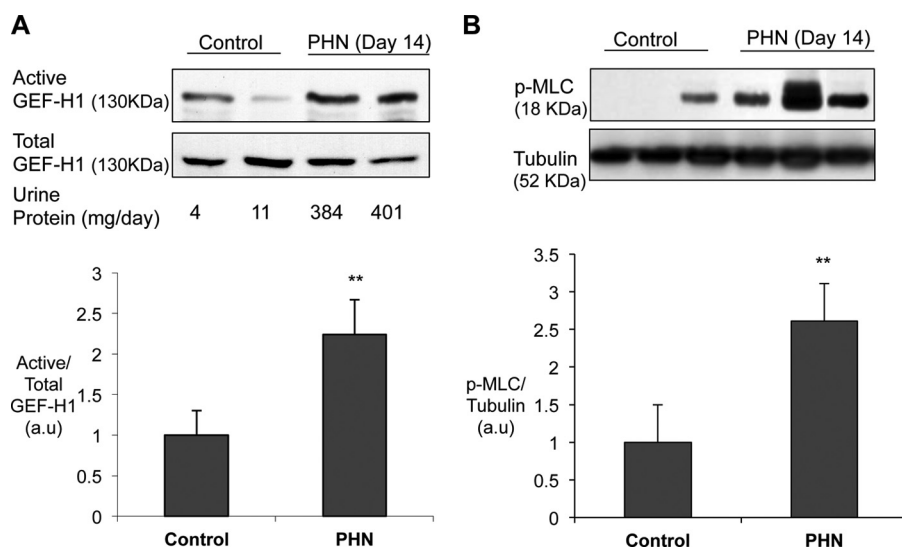 A
Control PHN (Day 14)
Active
GEF-H1 (130KDa)
Total
GEF-H1 (130KDa)
Urine
Protein (mg/day) 4 11 384 401
3
2.5
2
1.5
1
0.5
0
Active/
Total
GEF-H1
(a.u)
**
Control PHN
B
Control PHN (Day 14)
p-MLC
(18 KDa)
Tubulin
(52 KDa)
3.5
3
2.5
2
1.5
1
0.5
0
p-MLC/
Tubulin
(a.u)
**
Control PHN